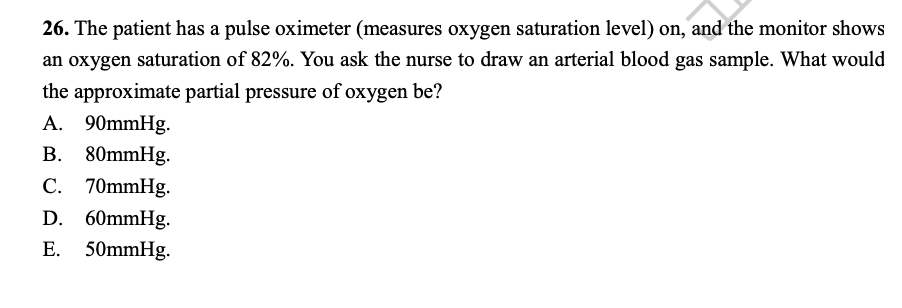 26. The patient has a pulse oximeter (measures oxygen saturation level) on, and the monitor shows
an oxygen saturation of 82%. You ask the nurse to draw an arterial blood gas sample. What would
the approximate partial pressure of oxygen be?
A. 90mmHg.
B. 80mmHg.
C. 70mmHg.
D. 60mmHg.
E. 50mmHg.